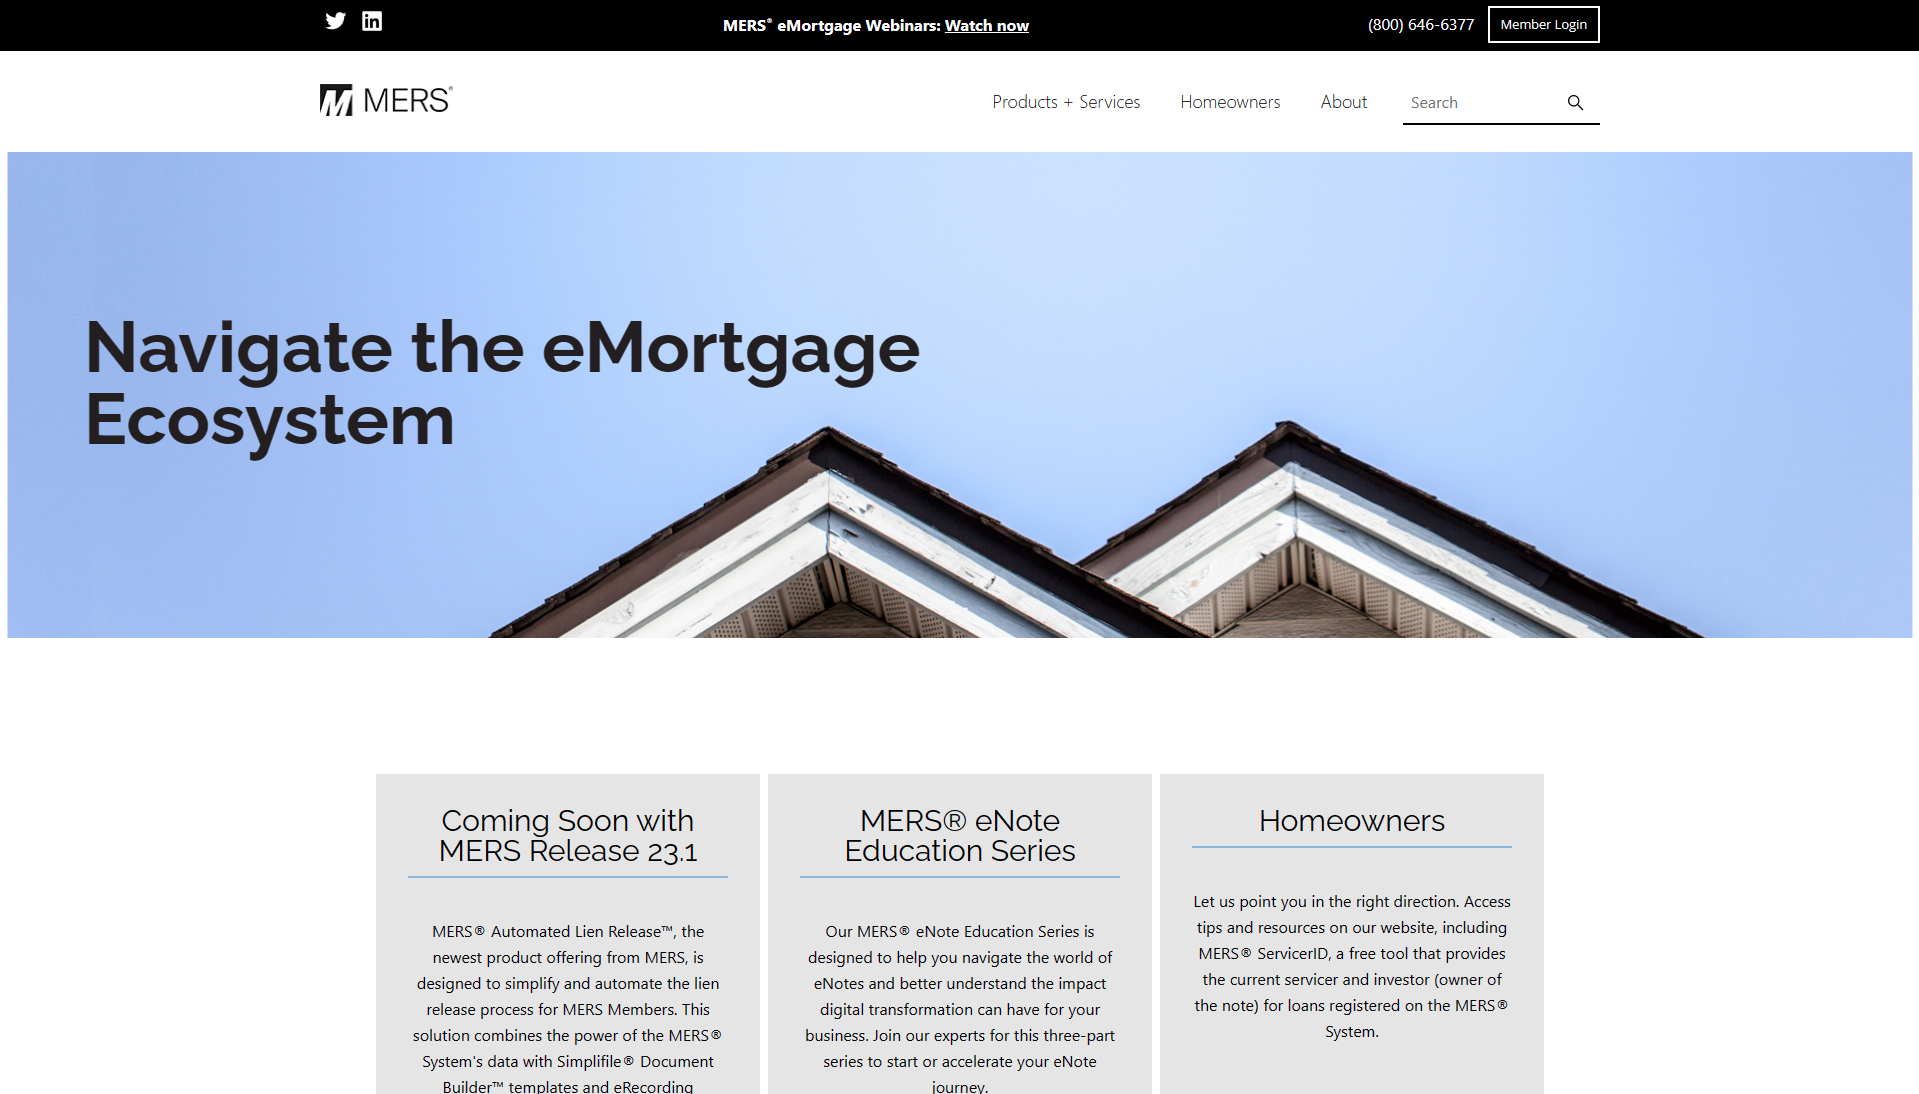 MERS® eMortgage Webinars: Watch now
(800) 646-6377
Member Login
MERS®
Products + Services
Homeowners
About
Search
Navigate the eMortgage
Ecosystem
Coming Soon with
MERS Release 23.1
MERS® Automated Lien Release™, the
newest product offering from MERS, is
designed to simplify and automate the lien
release process for MERS Members. This
solution combines the power of the MERS®
System's data with Simplifile® Document
Builder™ templates and eRecording
MERS® eNote
Education Series
Our MERS® eNote Education Series is
designed to help you navigate the world of
eNotes and better understand the impact
digital transformation can have for your
business. Join our experts for this three-part
series to start or accelerate your eNote
journey.
Homeowners
Let us point you in the right direction. Access
tips and resources on our website, including
MERS® ServicerID, a free tool that provides
the current servicer and investor (owner of
the note) for loans registered on the MERS®
System.